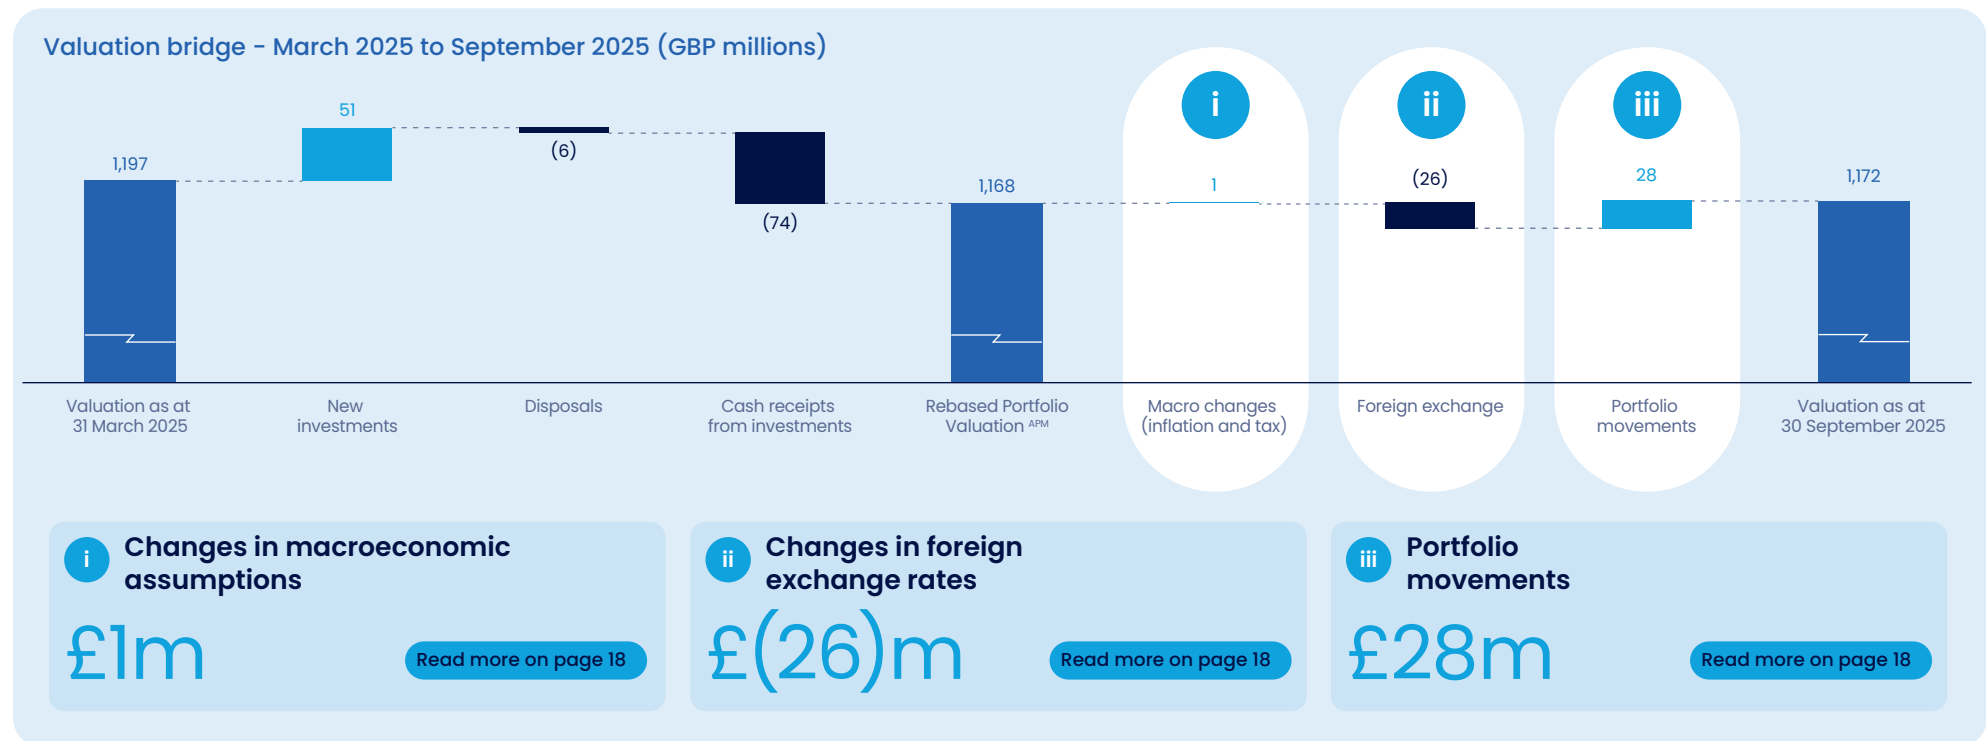 Valuation bridge - March 2025 to September 2025 (GBP millions)
1,197
51
(6)
(74)
1,168
i
1
ii
(26)
iii
28
1,172
Valuation as at
31 March 2025
New
investments
Disposals
Cash receipts
from investments
Rebased Portfolio
Valuation APM
Macro changes
(inflation and tax)
Foreign exchange
Portfolio
movements
Valuation as at
30 September 2025
i
Changes in macroeconomic
assumptions
£1m
Read more on page 18
ii
Changes in foreign
exchange rates
£(26)m
Read more on page 18
iii
Portfolio
movements
£28m
Read more on page 18